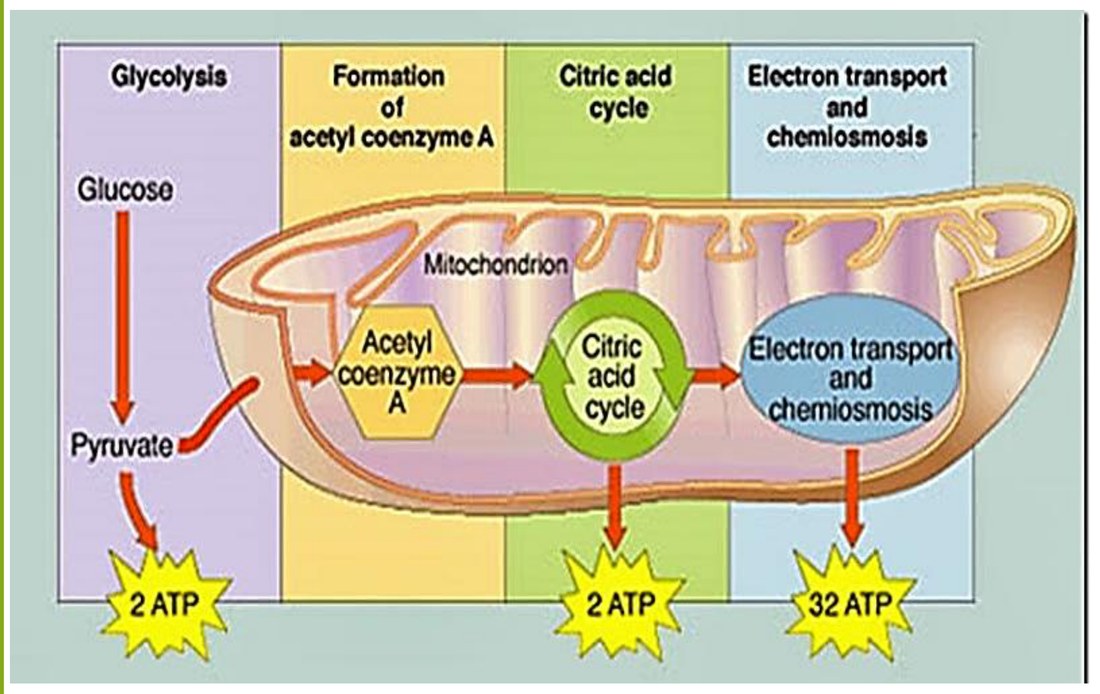 Glycolysis
Formation
of
acetyl coenzyme A
Citric acid
cycle
Electron transport
and
chemiosmosis
Glucose
Mitochondrion
Acetyl
coenzyme
A
Citric
acid
cycle
Electron transport
and
chemiosmosis
Pyruvate
2 ATP
2 ATP
32 ATP